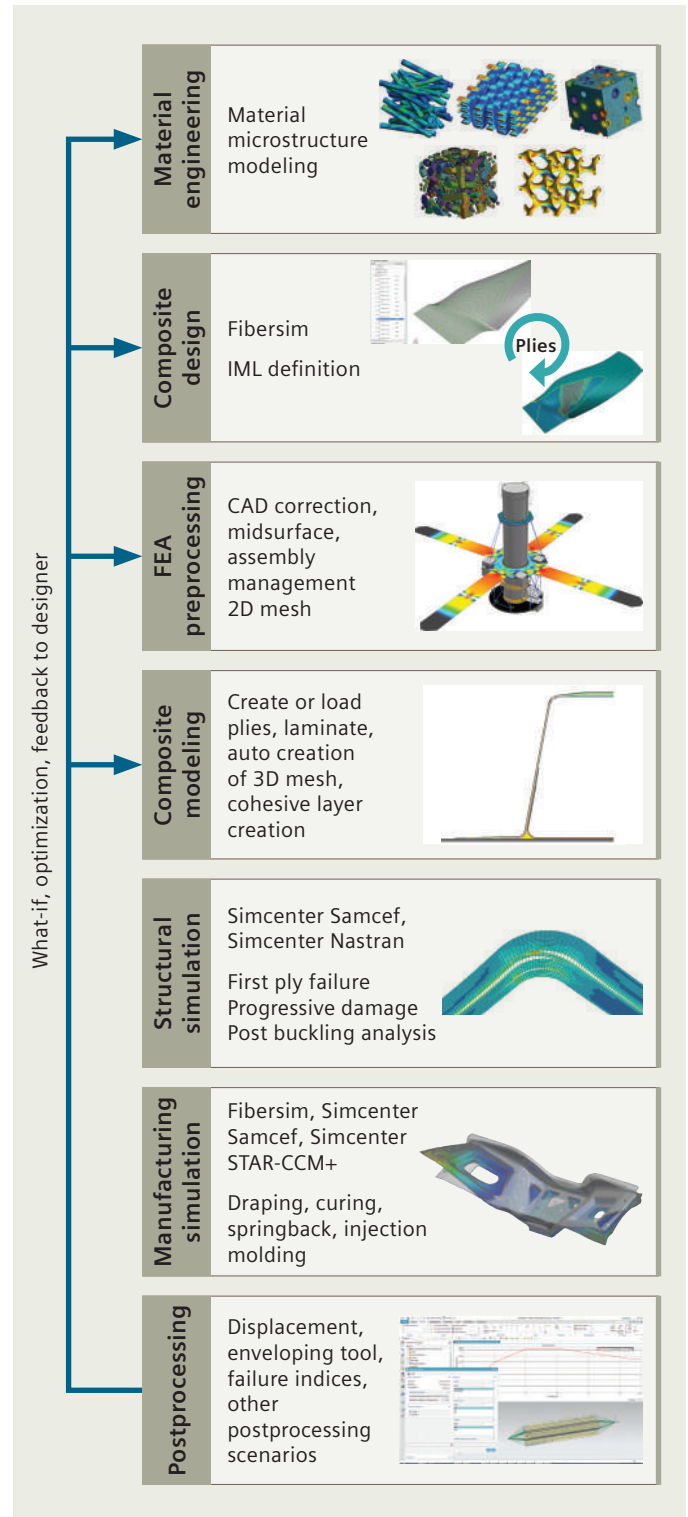 What-if, optimization, feedback to designer
Material
engineering
Material
microstructure
modeling
Composite
design
Fibersim
IML definition
Plies
FEA
preprocessing
CAD correction,
midsurface,
assembly
management
2D mesh
Composite
modeling
Create or load
plies, laminate,
auto creation
of 3D mesh,
cohesive layer
creation
Structural
simulation
Simcenter Samcef,
Simcenter Nastran
First ply failure
Progressive damage
Post buckling analysis
Manufacturing
simulation
Fibersim, Simcenter
Samcef, Simcenter
STAR-CCM+
Draping, curing,
springback, injection
molding
Postprocessing
Displacement,
enveloping tool,
failure indices,
other
postprocessing
scenarios